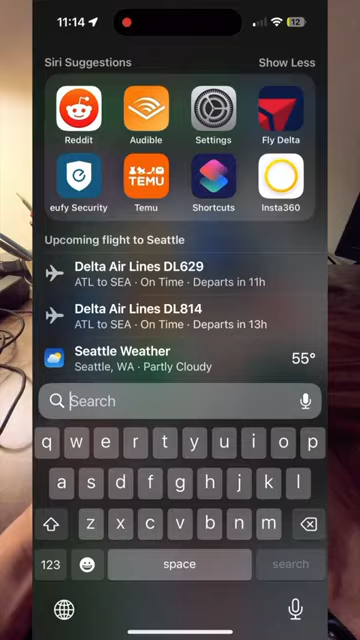 11:14
12
Siri Suggestions
Show Less
Reddit
Audible
Settings
Fly Delta
TEMU
eufy Security
Temu
Shortcuts
Insta360
Upcoming flight to Seattle
Delta Air Lines DL629
ATL to SEA · On Time · Departs in 11h
Delta Air Lines DL814
ATL to SEA · On Time · Departs in 13h
Seattle Weather
55°
Seattle, WA · Partly Cloudy
Search
q w e r t y u i o p
a s d f g h j k l
z x c v b n m
123
space
search